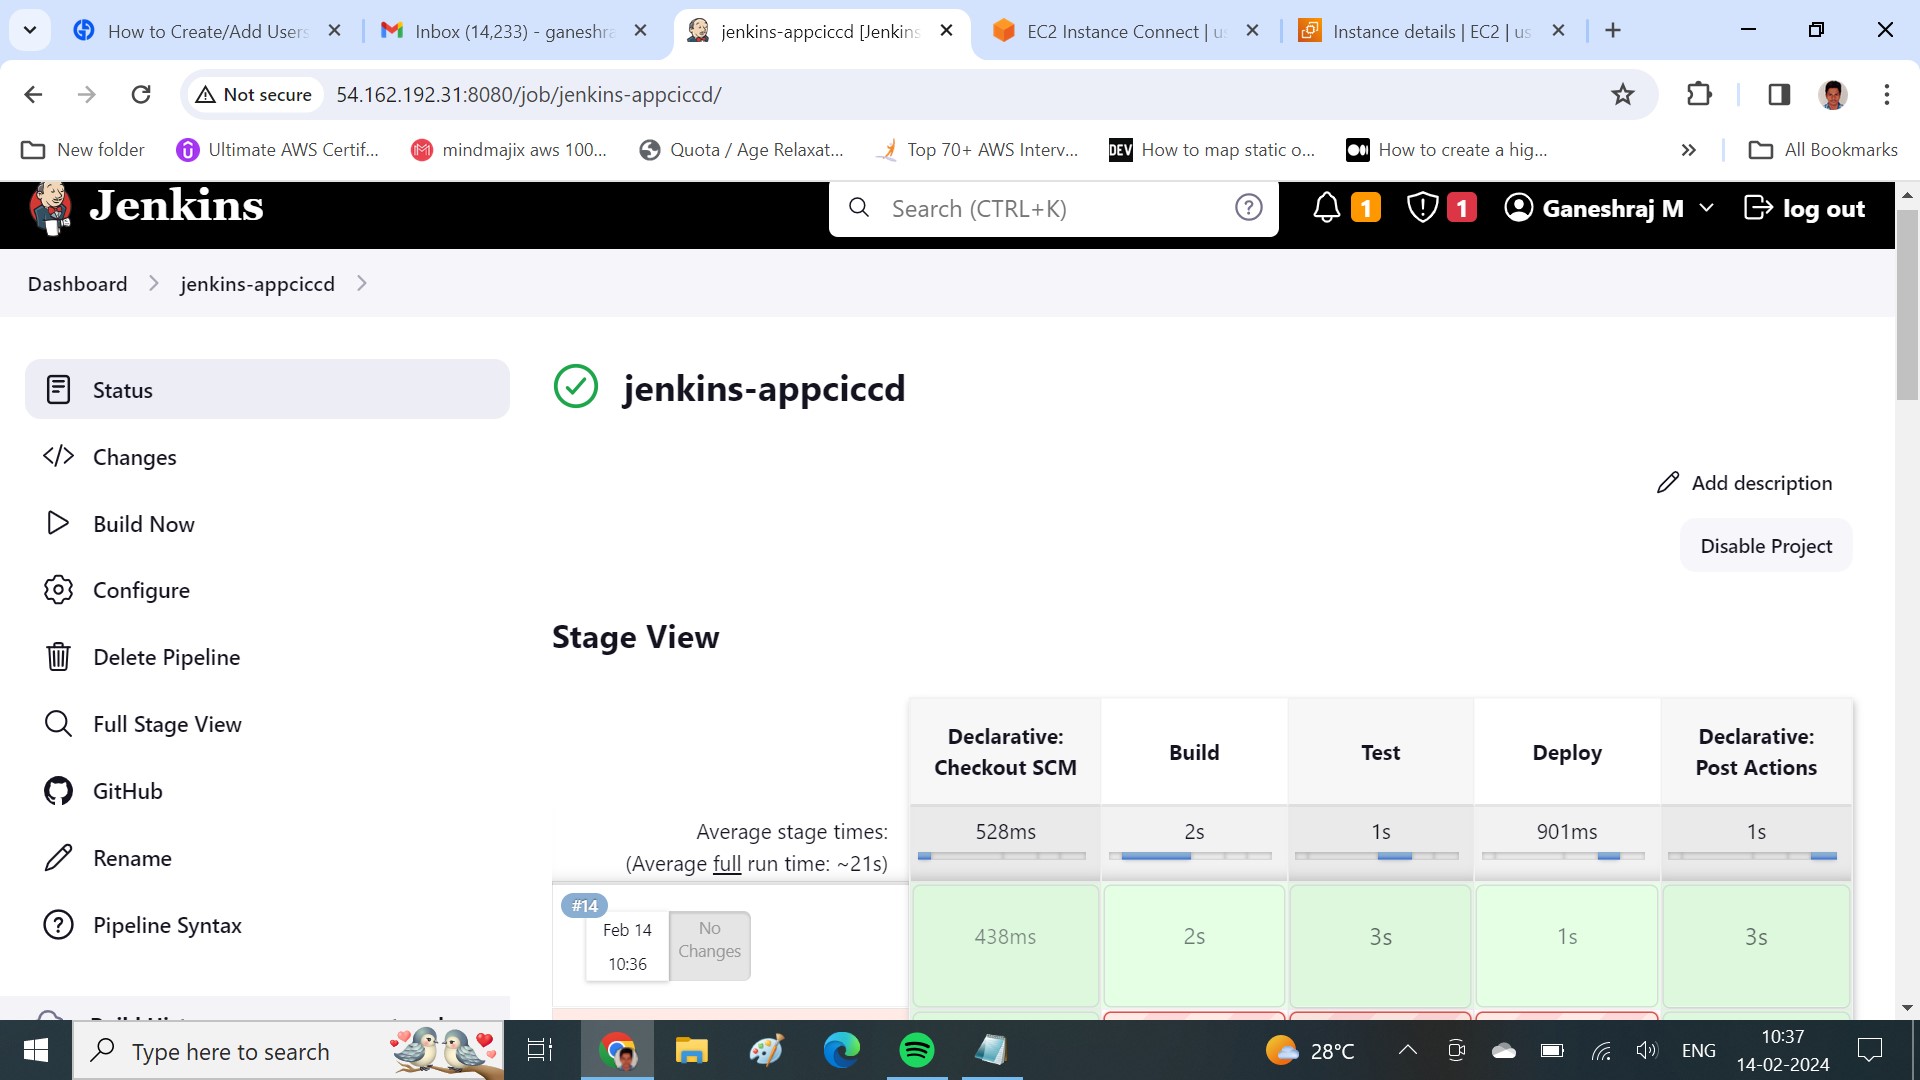 How to Create/Add Users
Inbox (14,233) - ganeshra
jenkins-appciccd [Jenkins
EC2 Instance Connect | u
Instance details | EC2 | us
Not secure
54.162.192.31:8080/job/jenkins-appciccd/
New folder
Ultimate AWS Certif...
mindmajix aws 100...
Quota / Age Relaxat...
Top 70+ AWS Interv...
DEV
How to map static o...
How to create a hig...
All Bookmarks
Jenkins
Search (CTRL+K)
1
1
Ganeshraj M
log out
Dashboard
jenkins-appciccd
Status
Changes
Build Now
Configure
Delete Pipeline
Full Stage View
GitHub
Rename
Pipeline Syntax
jenkins-appciccd
Add description
Disable Project
Stage View
Declarative:
Checkout SCM
Build
Test
Deploy
Declarative:
Post Actions
Average stage times:
(Average full run time: ~21s)
528ms
2s
1s
901ms
1s
#14
Feb 14
10:36
No
Changes
438ms
2s
3s
1s
3s
Type here to search
28°C
ENG
10:37
14-02-2024